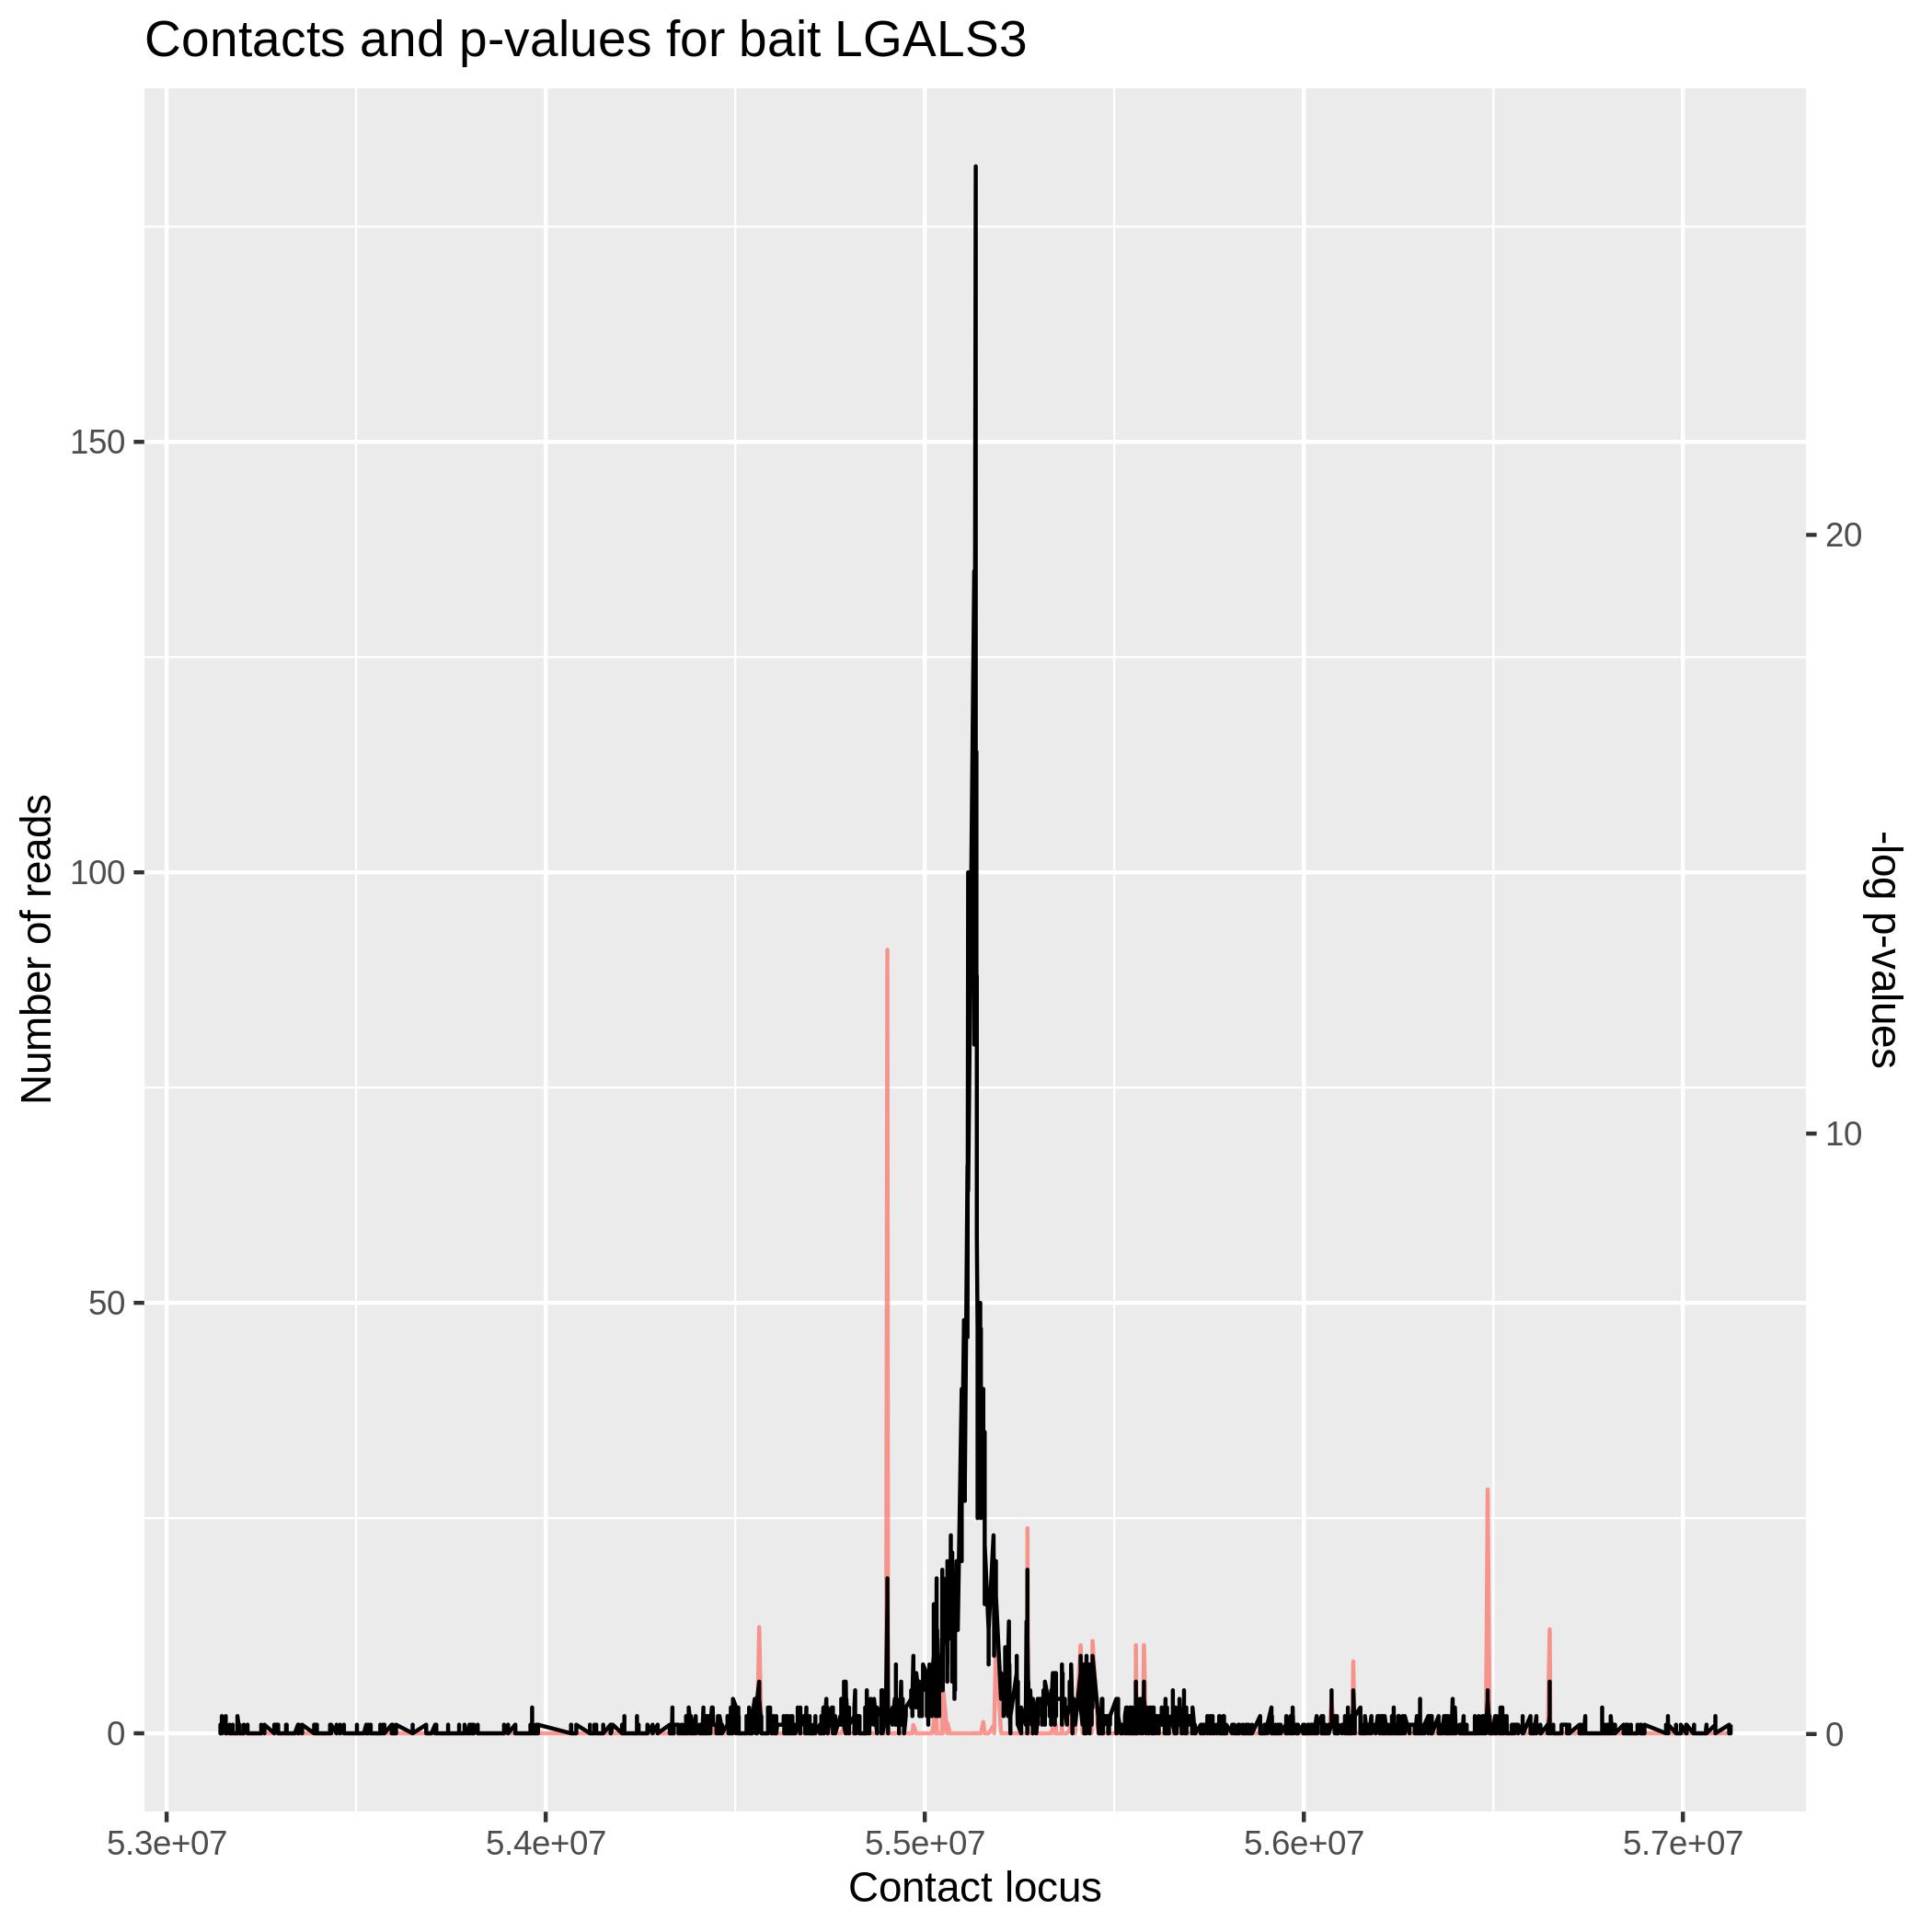 Contacts and p-values for bait LGALS3
Number of reads
150
100
50
0
20
10
0
-log p-values
5.3e+07 5.4e+07 5.5e+07 5.6e+07 5.7e+07
Contact locus